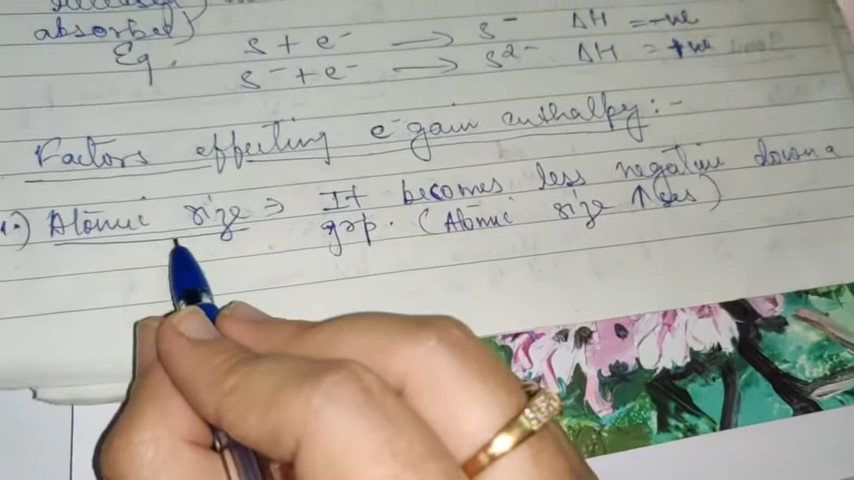 absorbed)
Eg. S + e⁻ → S⁻ ΔH = -ve
S⁻ + e⁻ → S²⁻ ΔH = +ve
Factors effecting e⁻gain enthalpy:-
1.) Atomic size ⇒ It becomes less negative down a
grp. (Atomic size ↑ses)